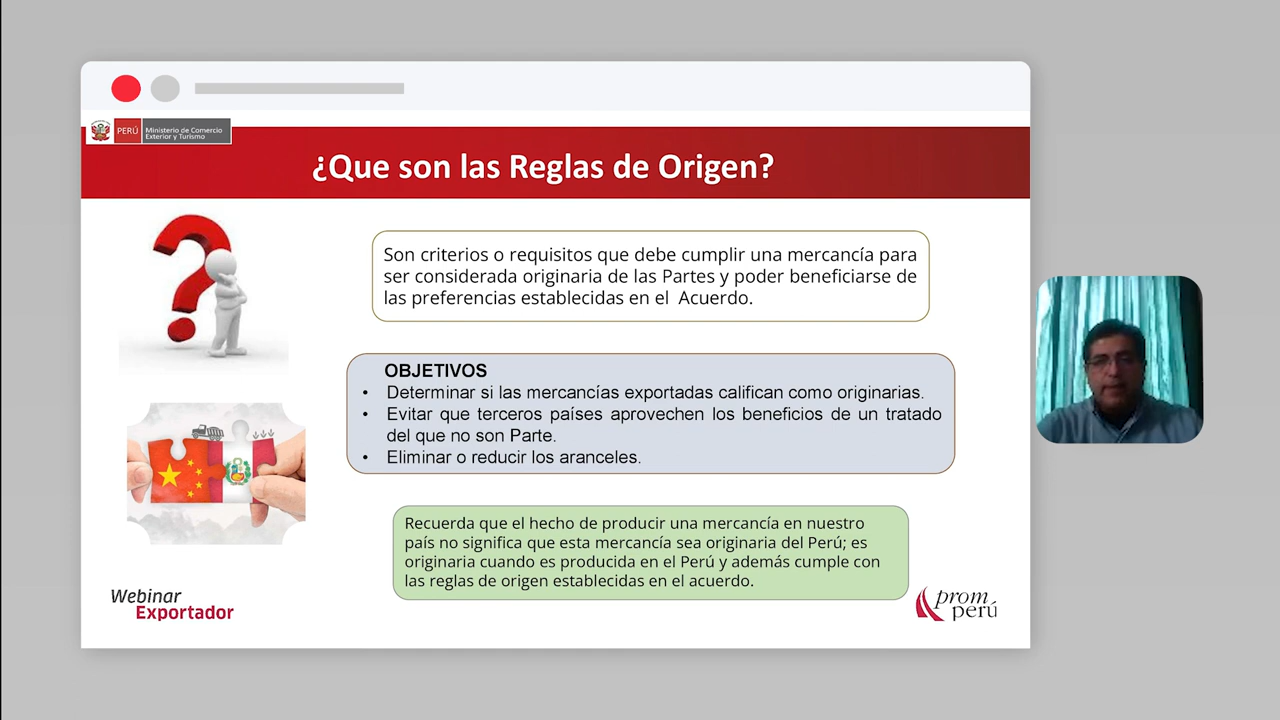 PERÚ
Ministerio de Comercio
Exterior y Turismo
¿Que son las Reglas de Origen?
Son criterios o requisitos que debe cumplir una mercancía para
ser considerada originaria de las Partes y poder beneficiarse de
las preferencias establecidas en el Acuerdo.
OBJETIVOS
• Determinar si las mercancías exportadas califican como originarias.
• Evitar que terceros países aprovechen los beneficios de un tratado
del que no son Parte.
• Eliminar o reducir los aranceles.
Recuerda que el hecho de producir una mercancía en nuestro
país no significa que esta mercancía sea originaria del Perú; es
originaria cuando es producida en el Perú y además cumple con
las reglas de origen establecidas en el acuerdo.
Webinar
Exportador
prom
perú